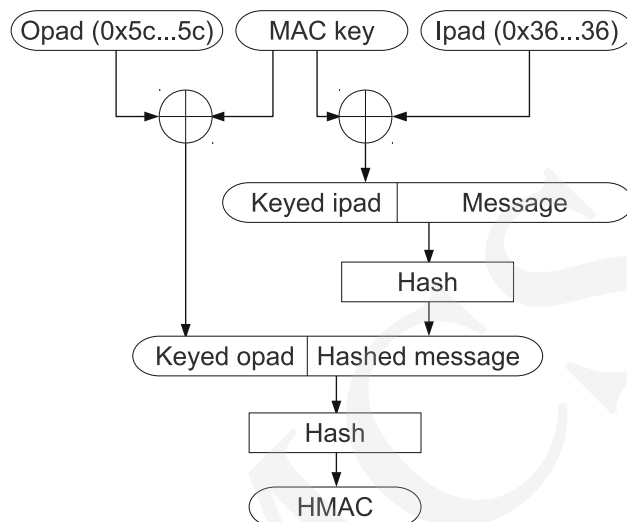 Opad (0x5c...5c) MAC key Ipad (0x36...36)
Keyed ipad Message
Hash
Keyed opad Hashed message
Hash
HMAC